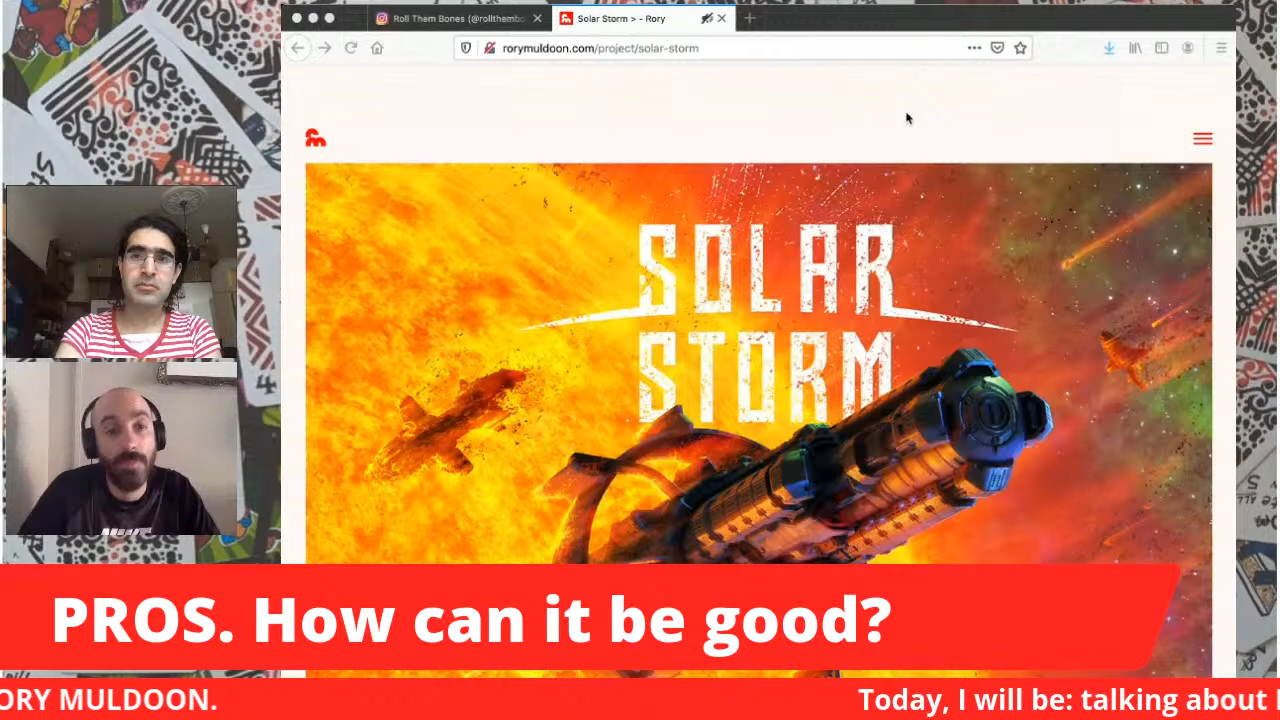 Roll Them Bones (@rollthembo
Solar Storm > - Rory
rorymuldoon.com/project/solar-storm
SOLAR
STORM
PROS. How can it be good?
ORY MULDOON.
Today, I will be: talking about